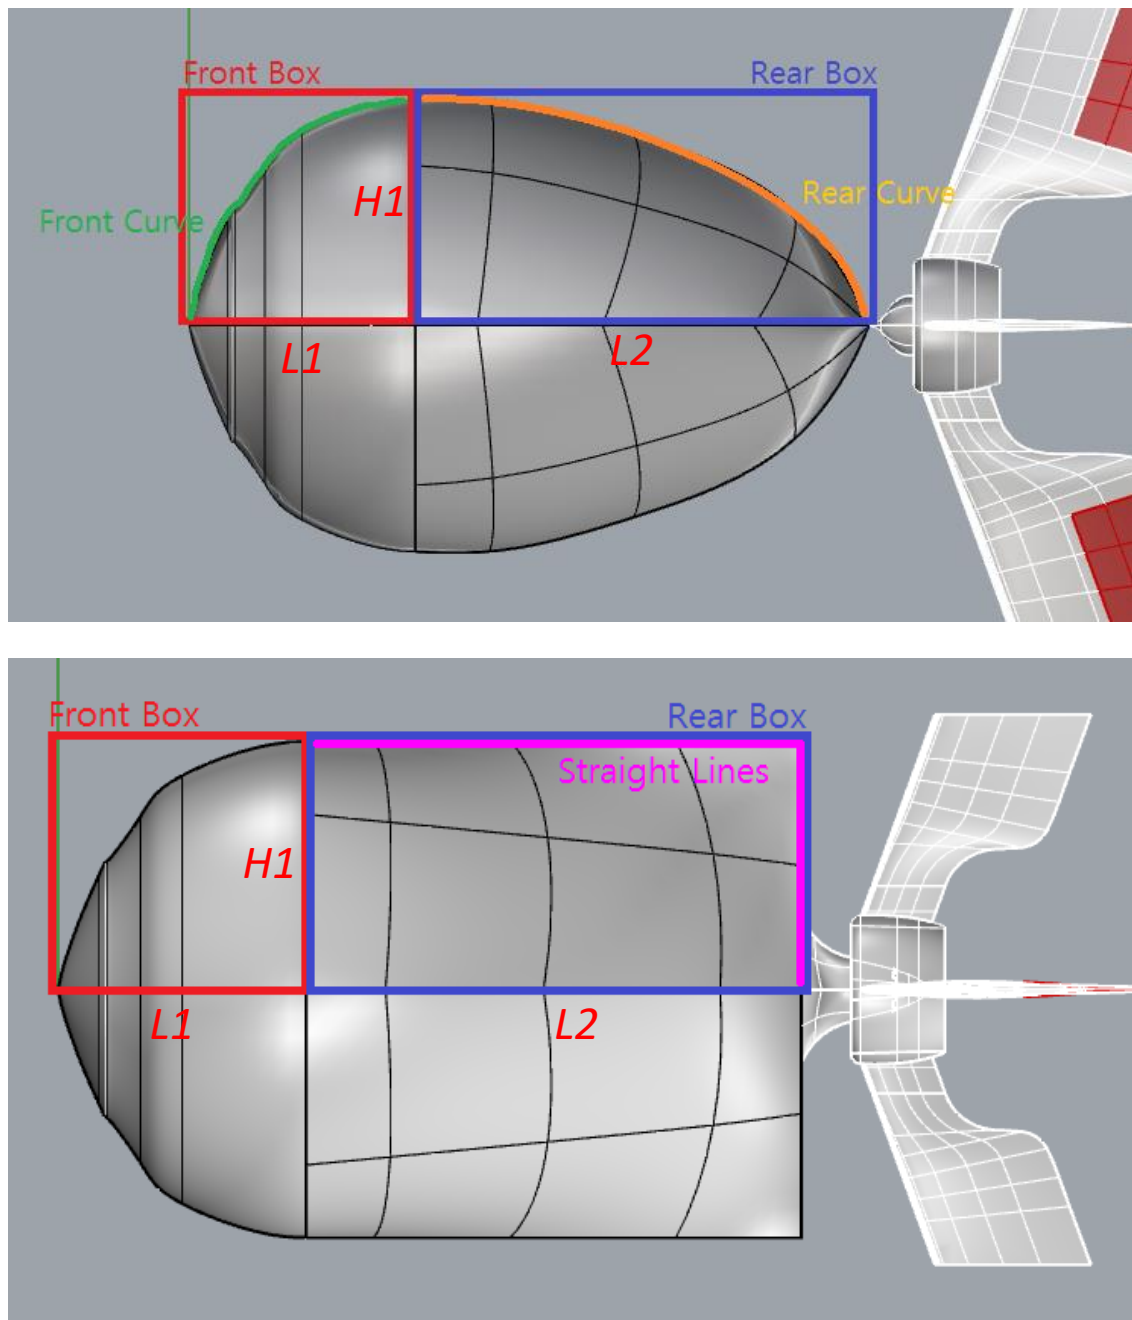 Front Box
Rear Box
H1
Rear Curve
Front Curve
L1
L2
Front Box
Rear Box
Straight Lines
H1
L1
L2